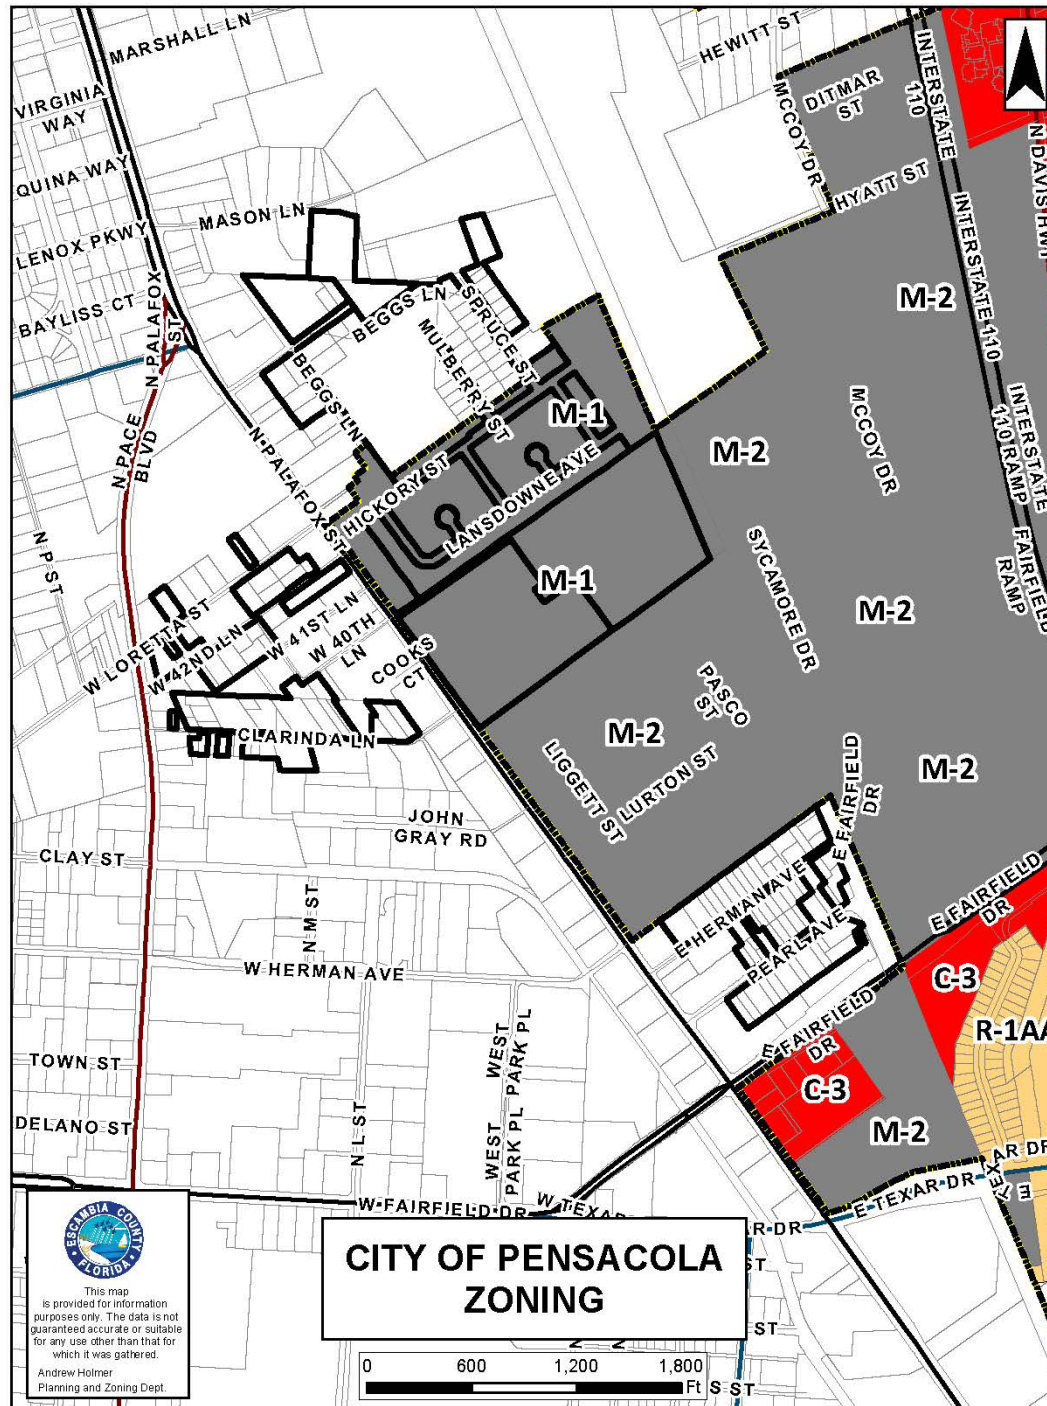 MARSHALL LN
HEWITT ST
VIRGINIA
WAY
DITMAR
ST
INTERSTATE
110
MCCOY DR
N DAVIS HWY
QUINA WAY
HYATT ST
MASON LN
LENOX PKWY
INTERSTATE 110
BAYLISS CT
N PALAFOX
ST
BEGGS LN
SPRUCE ST
MULBERRY ST
M-2
BEGGS LN
M-1
MCCOY DR
INTERSTATE
110 RAMP
N PACE
BLVD
N PALAFOX ST
HICKORY ST
LANSDOWNE AVE
M-2
N P ST
SYCAMORE DR
FAIRFIELD
RAMP
M-1
M-2
W LORETTA ST
W 42ND LN
W 41ST LN
W 40TH
LN
COOKS
CT
PASCO
ST
CLARINDA LN
M-2
LIGGETT ST
LURTON ST
E FAIRFIELD
DR
M-2
JOHN
GRAY RD
CLAY ST
E HERMAN AVE
PEARL AVE
E FAIRFIELD
DR
N M ST
W HERMAN AVE
C-3
R-1AA
WEST
PARK PL
WEST
PARK PL
E FAIRFIELD
DR
TOWN ST
C-3
DELANO ST
N L ST
M-2
E TEXAR DR
W FAIRFIELD DR
ESCAMBIA COUNTY
FLORIDA
This map
is provided for information
purposes only. The data is not
guaranteed accurate or suitable
for any use other than that for
which it was gathered.
Andrew Holmer
Planning and Zoning Dept.
CITY OF PENSACOLA
ZONING
0 600 1,200 1,800
Ft